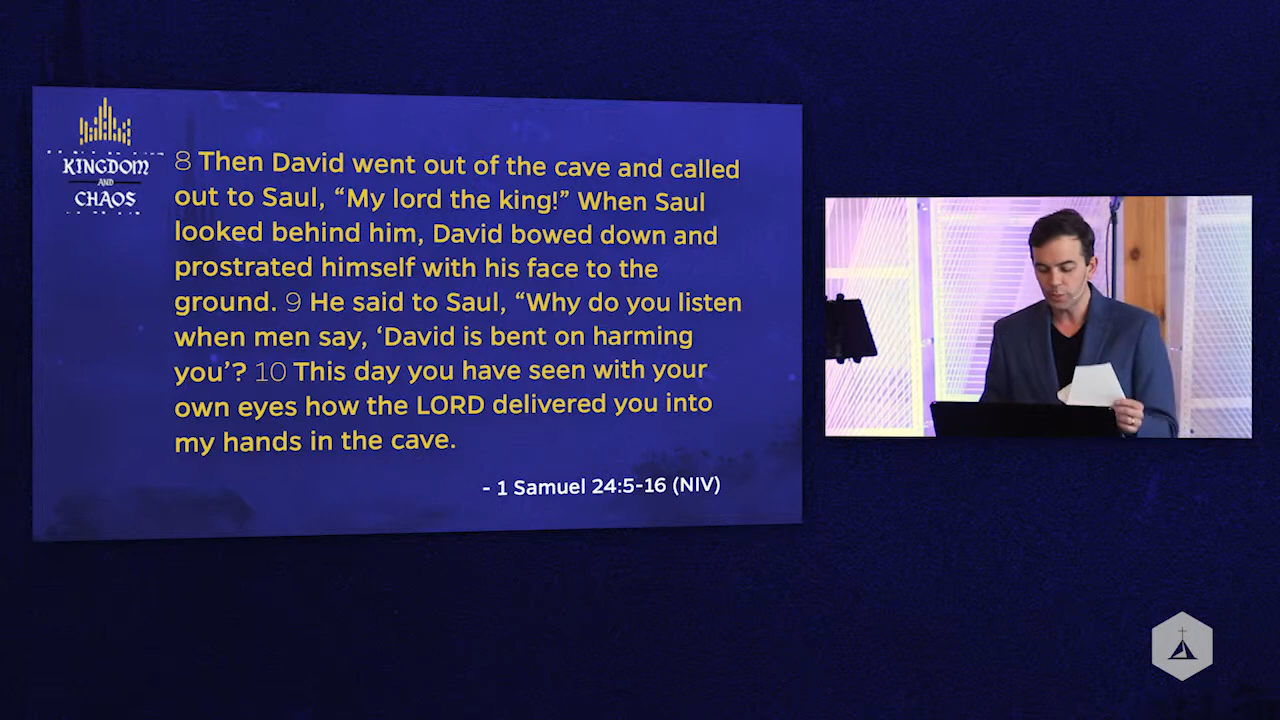 KINGDOM
AND
CHAOS
8 Then David went out of the cave and called
out to Saul, “My lord the king!” When Saul
looked behind him, David bowed down and
prostrated himself with his face to the
ground. 9 He said to Saul, “Why do you listen
when men say, ‘David is bent on harming
you’? 10 This day you have seen with your
own eyes how the LORD delivered you into
my hands in the cave.
- 1 Samuel 24:5-16 (NIV)